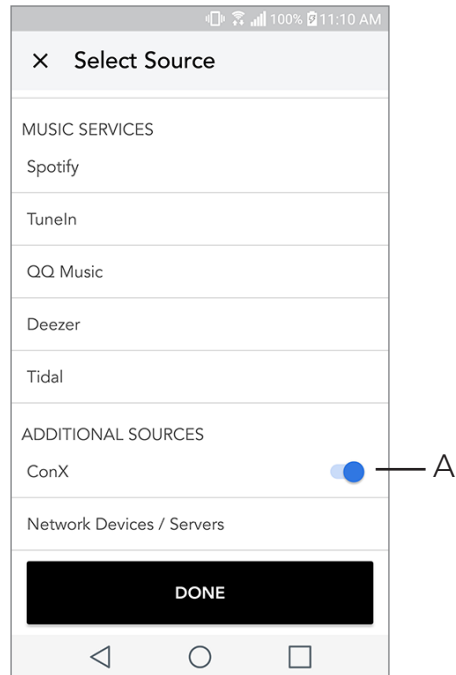 100% 11:10 AM
× Select Source
MUSIC SERVICES
Spotify
TuneIn
QQ Music
Deezer
Tidal
ADDITIONAL SOURCES
ConX
A
Network Devices / Servers
DONE